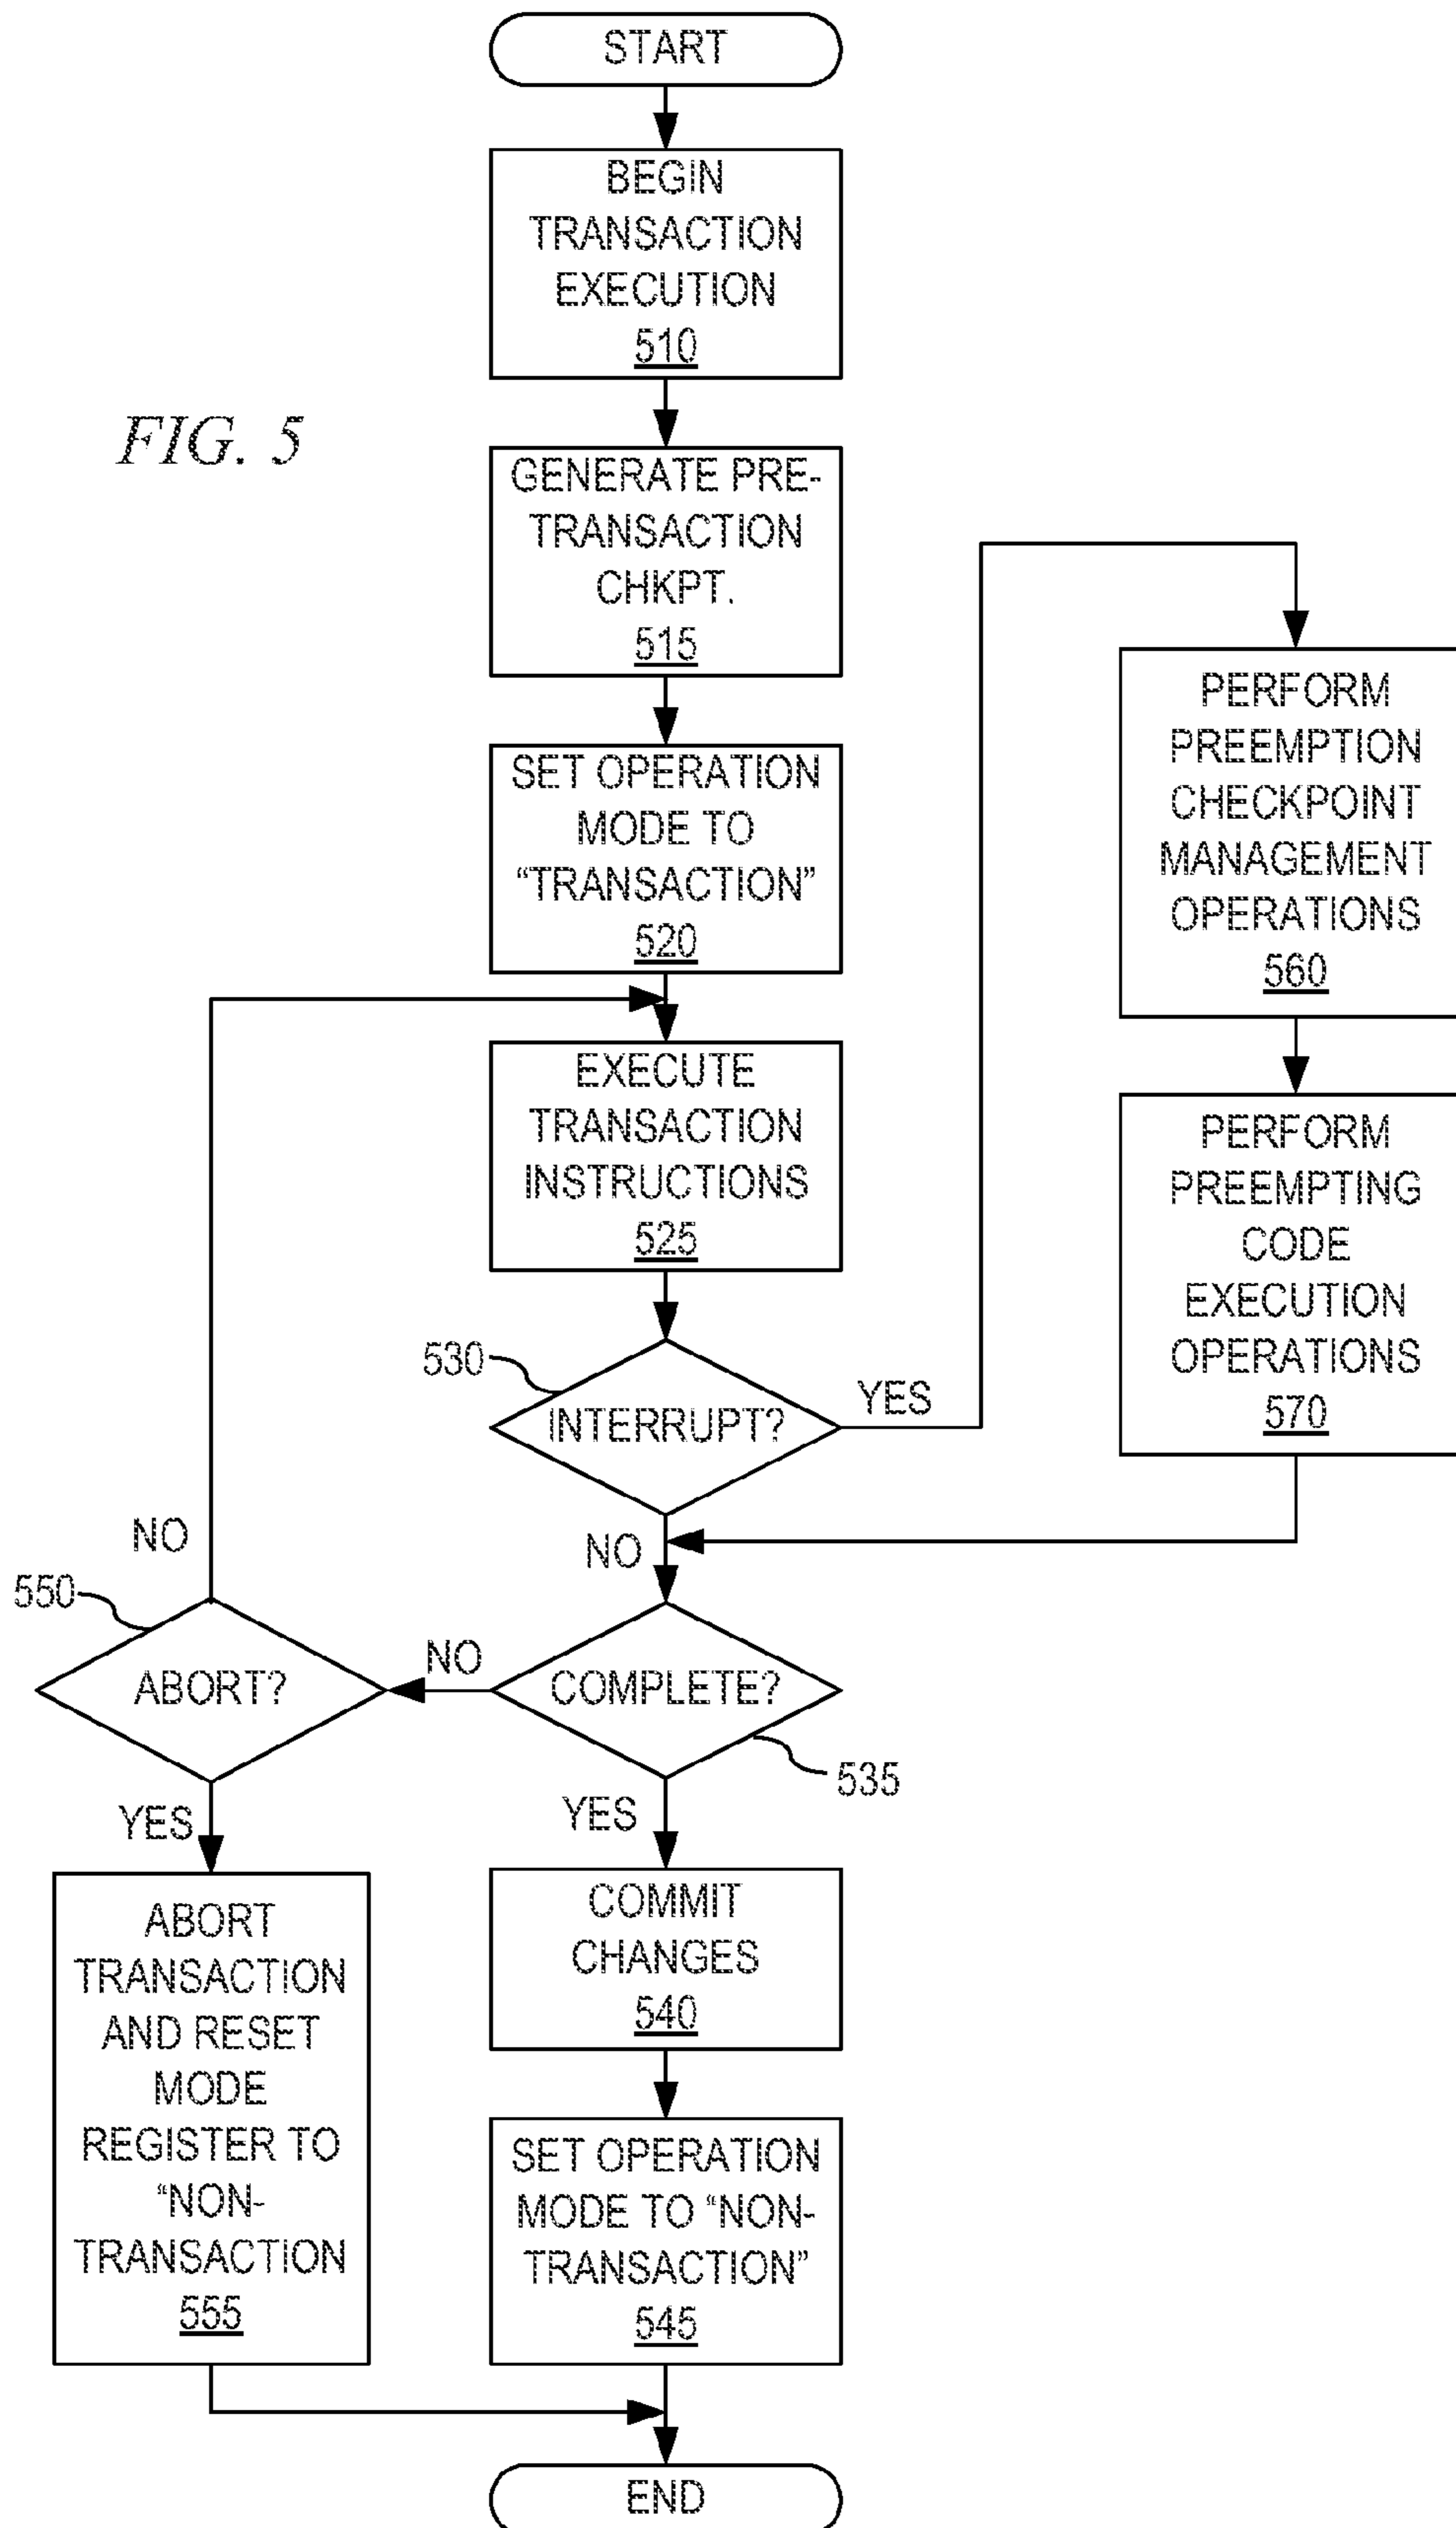 START
BEGIN
TRANSACTION
EXECUTION
510
FIG. 5
GENERATE PRE-
TRANSACTION
CHKPT.
515
SET OPERATION
MODE TO
“TRANSACTION”
520
PERFORM
PREEMPTION
CHECKPOINT
MANAGEMENT
OPERATIONS
560
EXECUTE
TRANSACTION
INSTRUCTIONS
525
PERFORM
PREEMPTING
CODE
EXECUTION
OPERATIONS
570
530
INTERRUPT?
YES
NO
NO
550
ABORT?
NO
COMPLETE?
535
YES
YES
ABORT
TRANSACTION
AND RESET
MODE
REGISTER TO
“NON-
TRANSACTION
555
COMMIT
CHANGES
540
SET OPERATION
MODE TO “NON-
TRANSACTION”
545
END